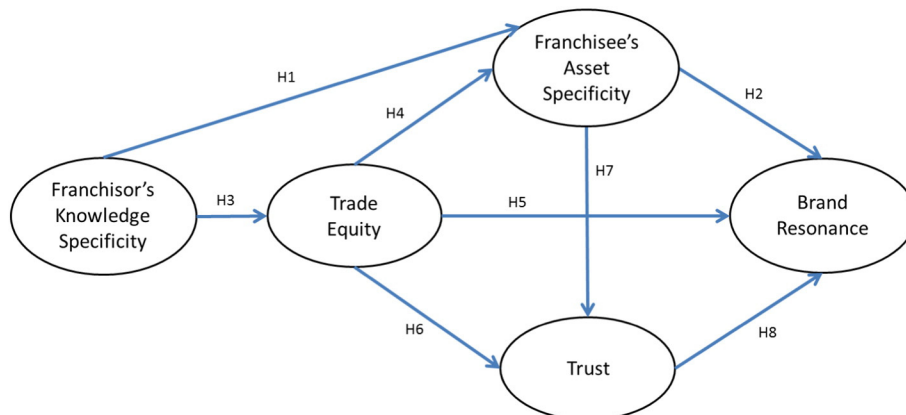 Franchisee's
Asset
Specificity
H1
H4
H2
H7
Franchisor's
Knowledge
Specificity
H3
Trade
Equity
H5
Brand
Resonance
H6
H8
Trust